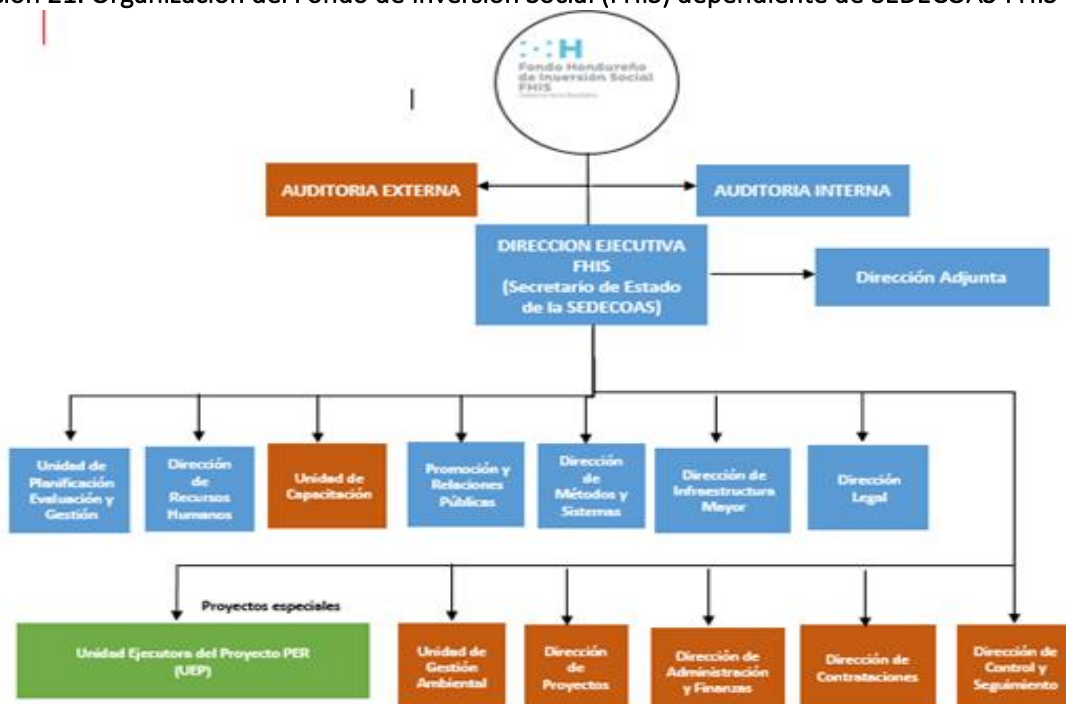 Organización del Fondo de Inversión Social (FHIS) dependiente de SEDECOAS-FHIS
H
Fondo Hondureño
de Inversión Social
FHIS
AUDITORIA EXTERNA
AUDITORIA INTERNA
DIRECCION EJECUTIVA
FHIS
(Secretario de Estado
de la SEDECOAS)
Dirección Adjunta
Unidad de
Planificación
Evaluación y
Gestión
Dirección
de
Recursos
Humanos
Unidad de
Capacitación
Promoción y
Relaciones
Públicas
Dirección
de
Métodos y
Sistemas
Dirección de
Infraestructura
Mayor
Dirección
Legal
Proyectos especiales
Unidad Ejecutora del Proyecto PER
(UEP)
Unidad de
Gestión
Ambiental
Dirección
de
Proyectos
Dirección de
Administración
y Finanzas
Dirección de
Contrataciones
Dirección de
Control y
Seguimiento